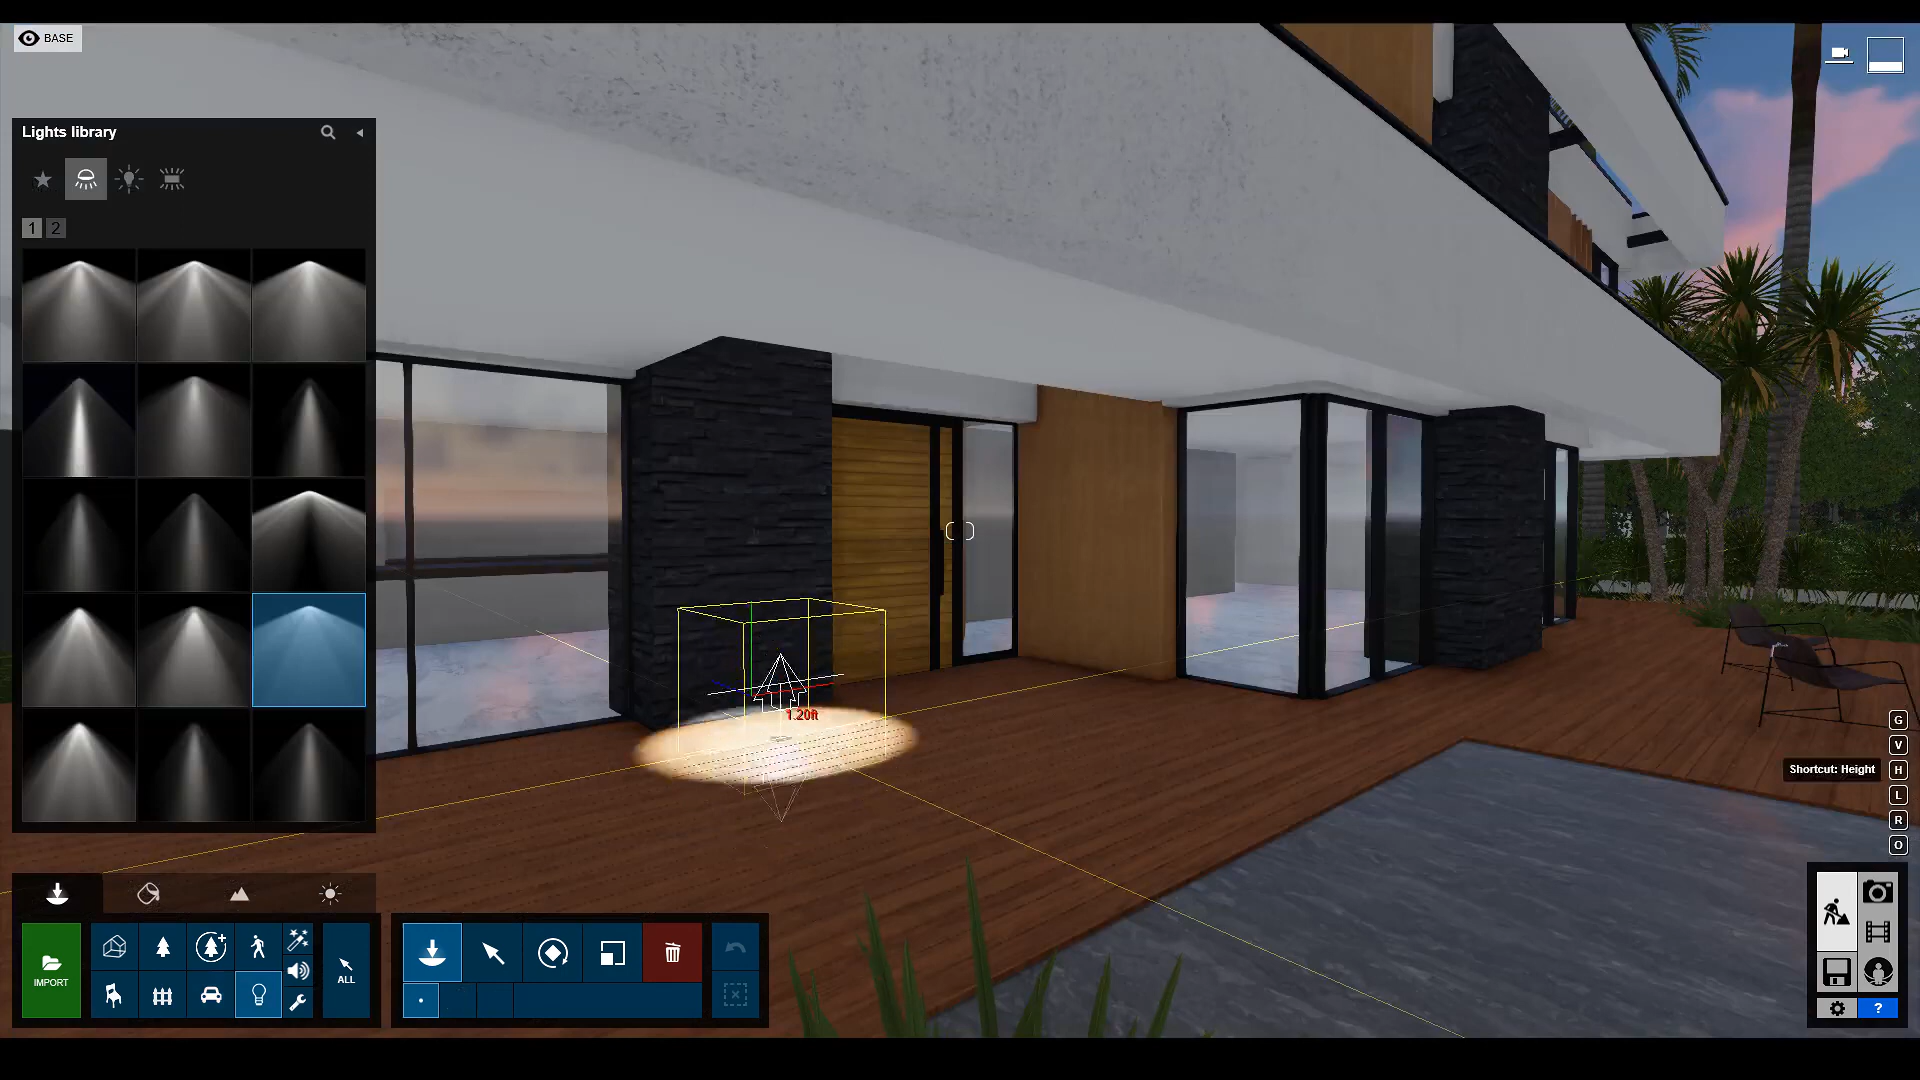 BASE
Lights library
1 2
1.20ft
G
V
Shortcut: Height H
L
R
O
IMPORT
ALL
?